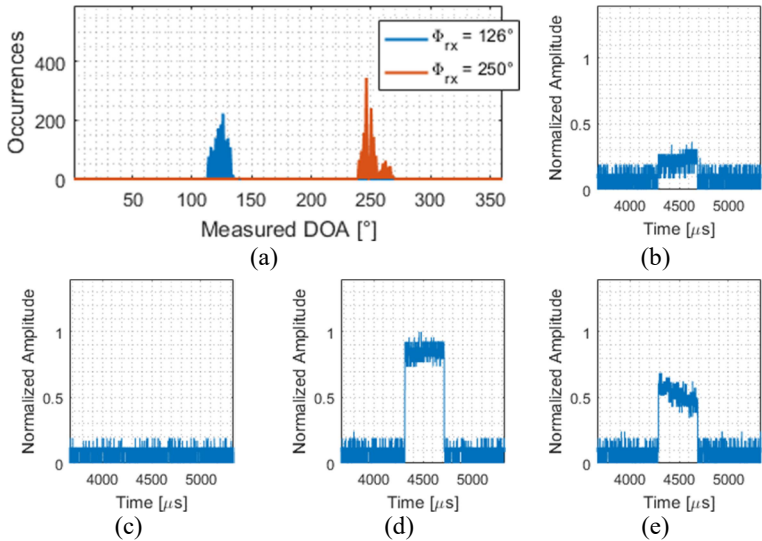 Occurrences
400
200
0
50
100
150
200
250
300
350
Measured DOA [°]
Φrx = 126°
Φrx = 250°
(a)
Normalized Amplitude
1
0.5
0
4000
4500
5000
Time [μs]
(b)
Normalized Amplitude
1
0.5
0
4000
4500
5000
Time [μs]
(c)
Normalized Amplitude
1
0.5
0
4000
4500
5000
Time [μs]
(d)
Normalized Amplitude
1
0.5
0
4000
4500
5000
Time [μs]
(e)